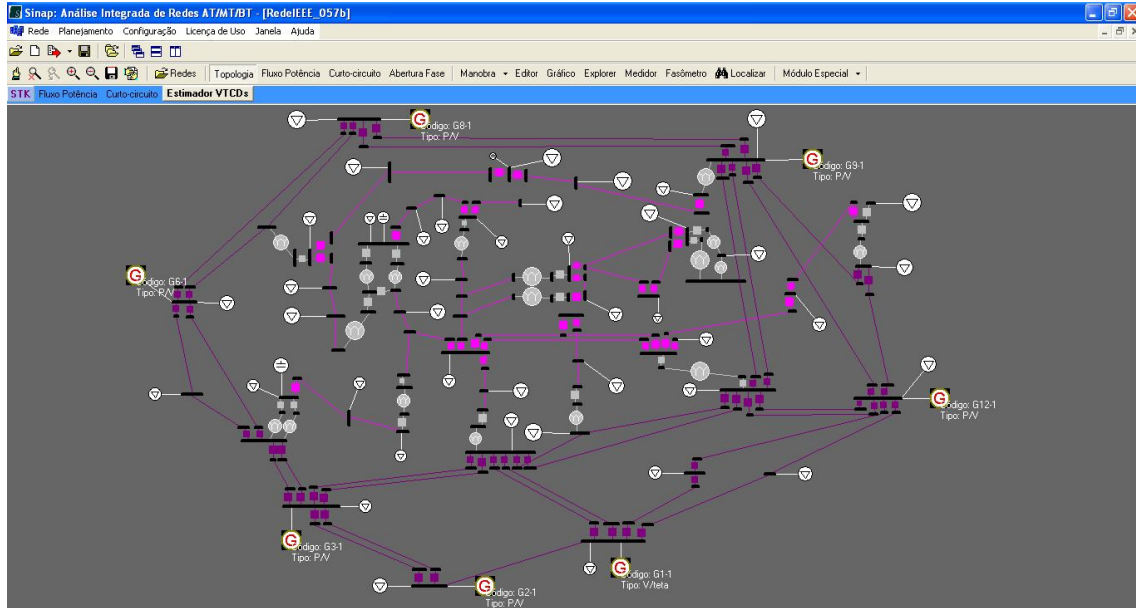 Sinap: Análise Integrada de Redes AT/MT/BT - [RedeIEEE_057b]
Rede Planejamento Configuração Licença de Uso Janela Ajuda
Redes Topologia Fluxo Potência Curto-circuito Abertura Fase Manobra Editor Gráfico Explorer Medidor Fasômetro Localizar Módulo Especial
STK Fluxo Potência Curto-circuito Estimador VTCDs
G Código: G8-1
Tipo: P/V
G Código: G9-1
Tipo: P/V
G Código: G6-1
Tipo: P/V
G Código: G12-1
Tipo: P/V
G Código: G3-1
Tipo: P/V
G Código: G1-1
Tipo: V/teta
G Código: G2-1
Tipo: P/V